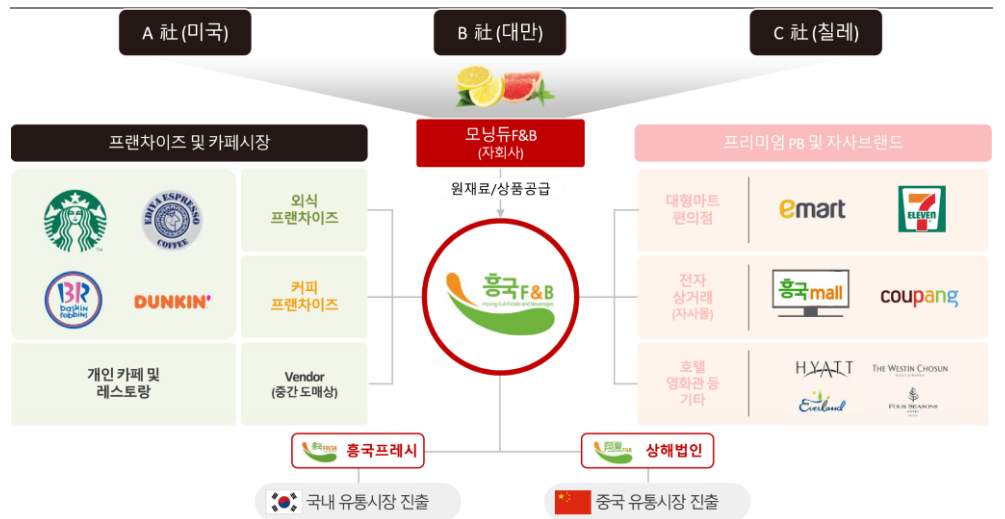 A 社 (미국)
B 社 (대만)
C 社 (칠레)
모닝듀F&B
(자회사)
원재료/상품공급
프랜차이즈 및 카페시장
EDIYA ESPRESSO
COFFEE
BR
baskin
robbins
DUNKIN'
외식
프랜차이즈
커피
프랜차이즈
개인 카페 및
레스토랑
Vendor
(중간 도매상)
흥국F&B
Hyung Kuk Foods and Beverages
프리미엄 PB 및 자사브랜드
대형마트
편의점
emart
7
ELEVEN
전자
상거래
(자사몰)
흥국mall
coupang
호텔
영화관 등
기타
HYATT
THE WESTIN CHOSUN
Everland
FOUR SEASONS
흥국프레시
상해법인
국내 유통시장 진출
중국 유통시장 진출